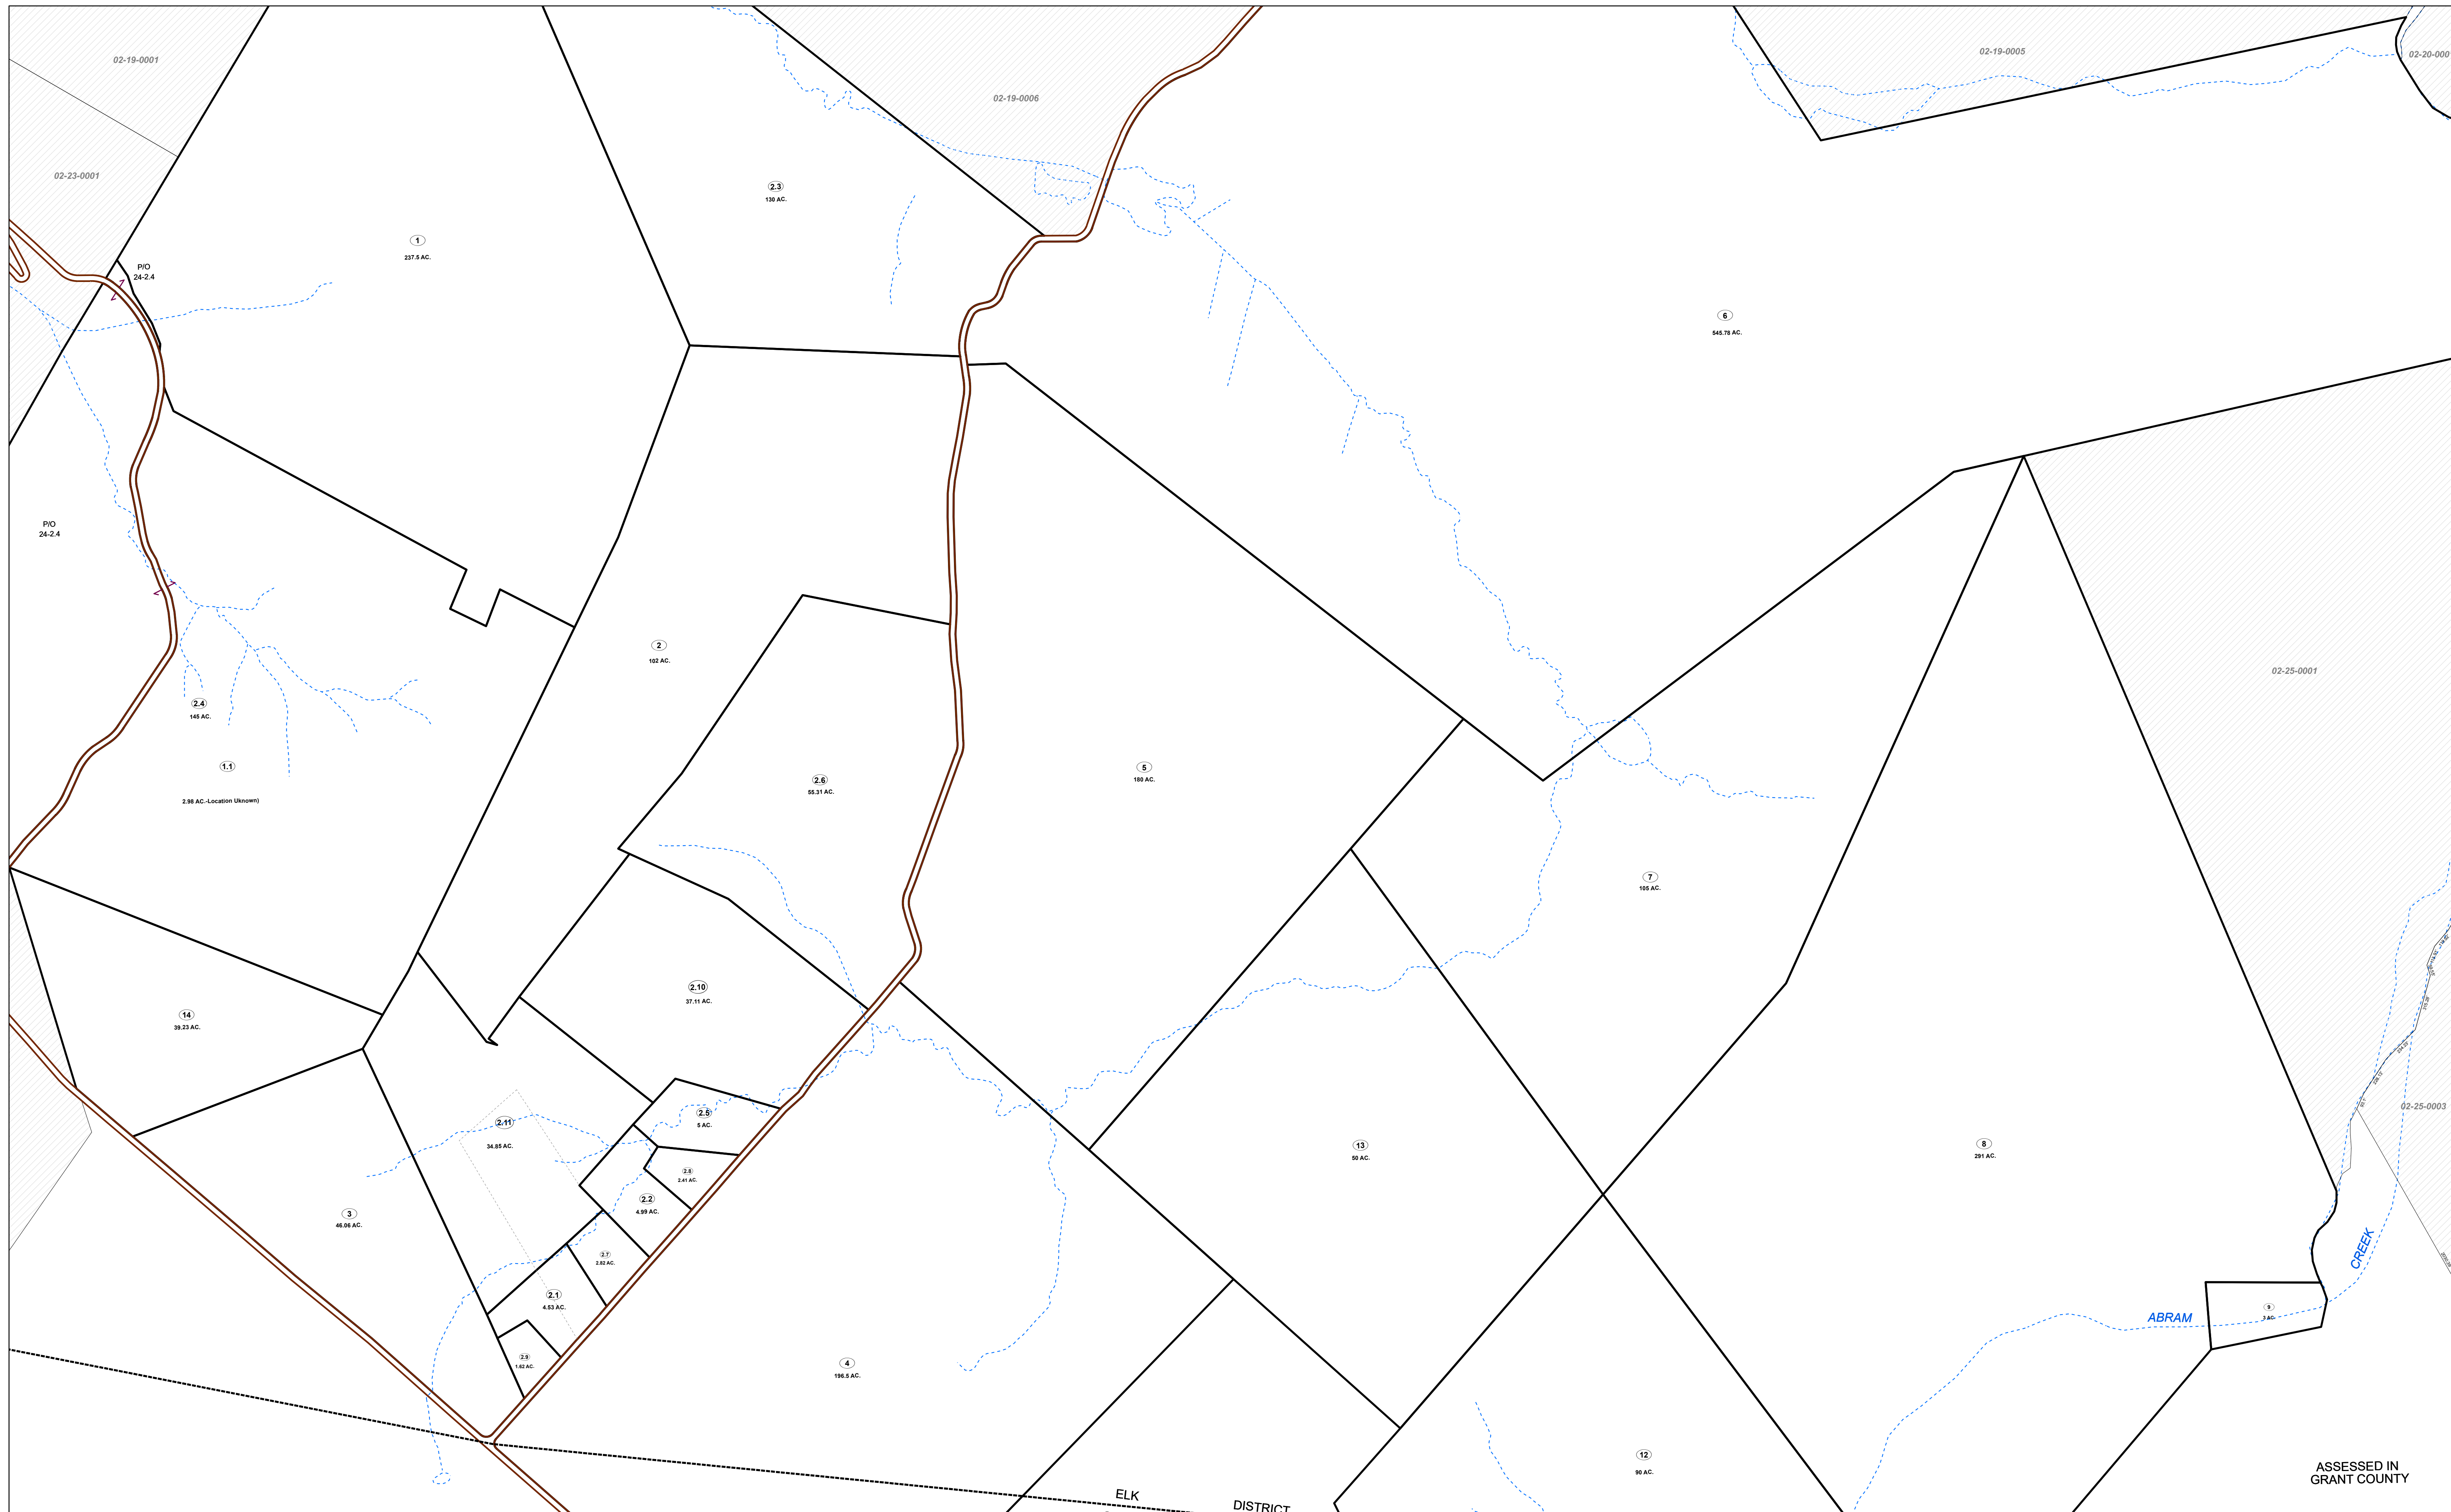 02-19-0001
02-19-0005
02-20-000
02-19-0006
02-23-0001
2.3
130 AC.
1
237.5 AC.
P/O
24-2.4
6
545.78 AC.
P/O
24-2.4
2
102 AC.
02-25-0001
2.4
145 AC.
1.1
2.98 AC.-Location Uknown)
2.6
55.31 AC.
5
180 AC.
7
105 AC.
2.10
37.11 AC.
14
39.23 AC.
02-25-0003
2.5
5 AC.
2.11
34.85 AC.
13
50 AC.
8
291 AC.
2.8
2.41 AC.
2.2
4.99 AC.
3
46.06 AC.
CREEK
2.7
2.82 AC.
2.1
4.53 AC.
9
3 AC.
ABRAM
2.9
1.62 AC.
4
196.5 AC.
12
90 AC.
ASSESSED IN
GRANT COUNTY
ELK
DISTRICT